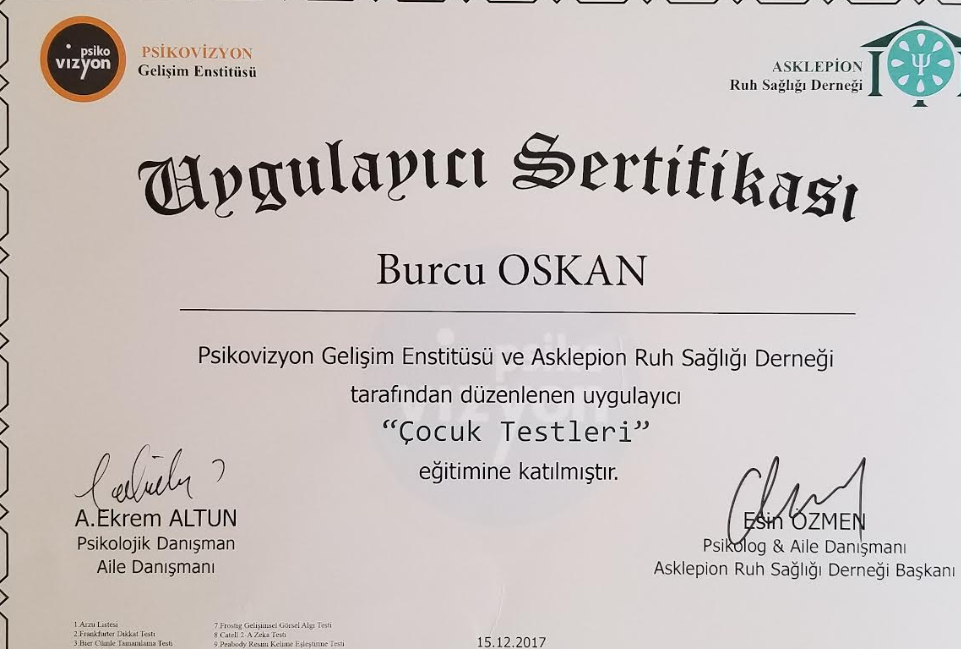 psiko
vizyon
PSIKOVİZYON
Gelişim Enstitüsü
ASKLEPİON
Ruh Sağlığı Derneği
Uygulayıcı Sertifikası
Burcu OSKAN
Psikovizyon Gelişim Enstitüsü ve Asklepion Ruh Sağlığı Derneği
tarafından düzenlenen uygulayıcı
“Çocuk Testleri”
eğitimine katılmıştır.
A.Ekrem ALTUN
Psikolojik Danışman
Aile Danışmanı
Esin ÖZMEN
Psikolog & Aile Danışmanı
Asklepion Ruh Sağlığı Derneği Başkanı
1.Arzu Listesi
2.Frankfurter Dikkat Testi
3.Bier Cümle Tamamlama Testi
7.Frostig Gelişimsel Görsel Algı Testi
8 Catell 2-A Zeka Testi
9.Peabody Resim Kelime Eşleştirme Testi
15.12.2017